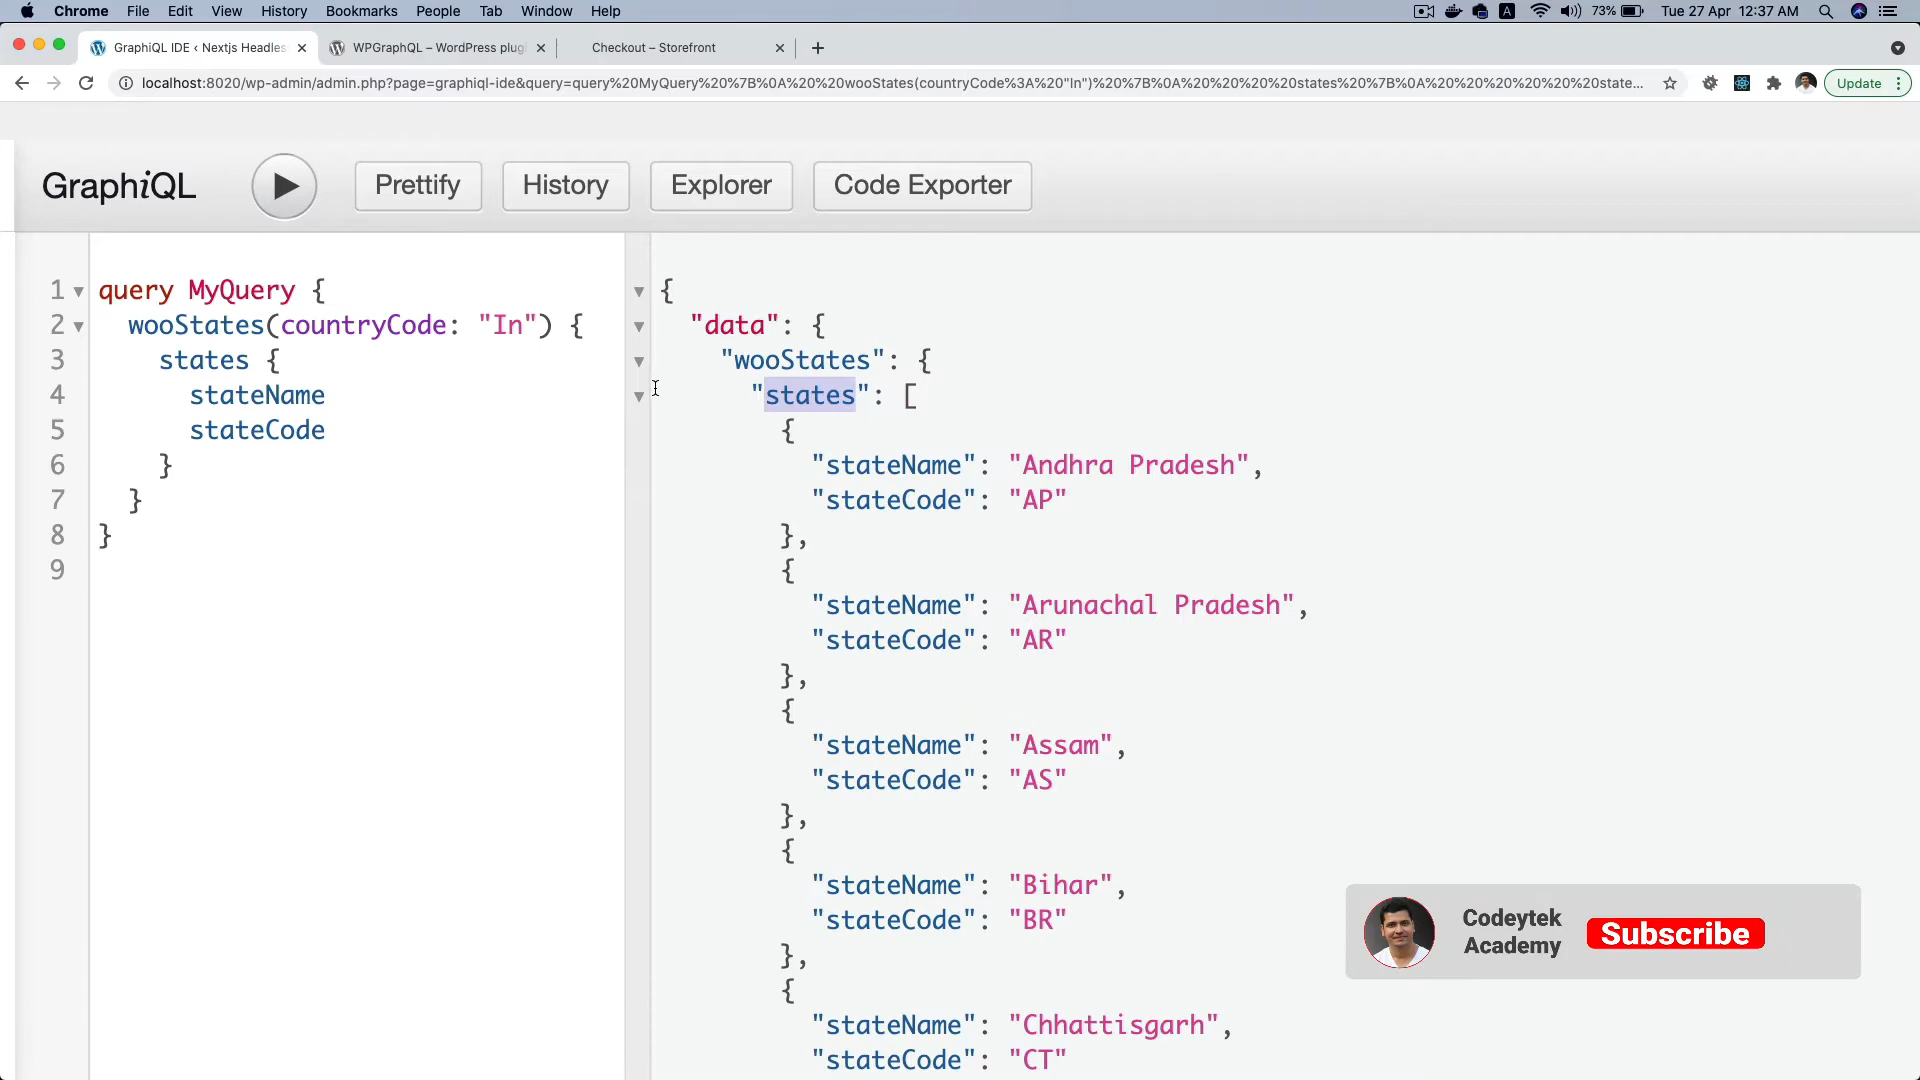 Chrome File Edit View History Bookmarks People Tab Window Help A 73% Tue 27 Apr 12:37 AM
GraphiQL IDE ‹ Nextjs Headles WPGraphQL – WordPress plugi Checkout – Storefront
localhost:8020/wp-admin/admin.php?page=graphiql-ide&query=query%20MyQuery%20%7B%0A%20%20wooStates(countryCode%3A%20"In")%20%7B%0A%20%20%20%20states%20%7B%0A%20%20%20%20%20%20state... Update
GraphiQL Prettify History Explorer Code Exporter
1 query MyQuery {
2 wooStates(countryCode: "In") {
3 states {
4 stateName
5 stateCode
6 }
7 }
8 }
9
{
"data": {
"wooStates": {
"states": [
{
"stateName": "Andhra Pradesh",
"stateCode": "AP"
},
{
"stateName": "Arunachal Pradesh",
"stateCode": "AR"
},
{
"stateName": "Assam",
"stateCode": "AS"
},
{
"stateName": "Bihar",
"stateCode": "BR"
},
{
"stateName": "Chhattisgarh",
"stateCode": "CT"
Codeytek
Academy
Subscribe